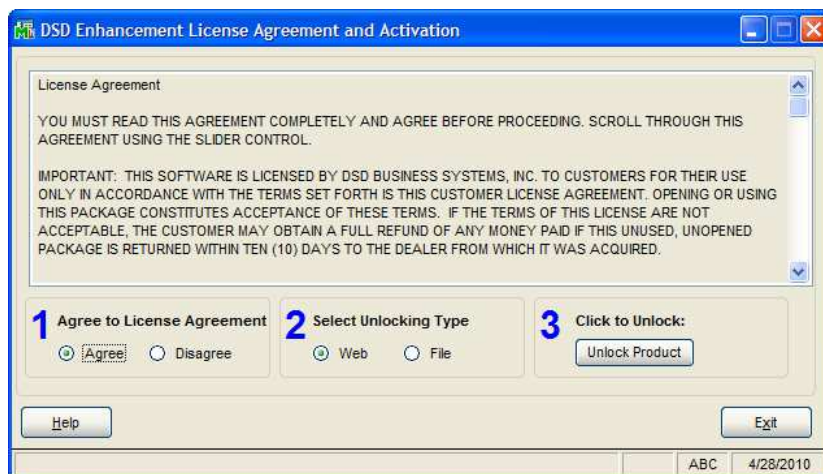 DSD Enhancement License Agreement and Activation
License Agreement
YOU MUST READ THIS AGREEMENT COMPLETELY AND AGREE BEFORE PROCEEDING. SCROLL THROUGH THIS
AGREEMENT USING THE SLIDER CONTROL.
IMPORTANT: THIS SOFTWARE IS LICENSED BY DSD BUSINESS SYSTEMS, INC. TO CUSTOMERS FOR THEIR USE
ONLY IN ACCORDANCE WITH THE TERMS SET FORTH IS THIS CUSTOMER LICENSE AGREEMENT. OPENING OR USING
THIS PACKAGE CONSTITUTES ACCEPTANCE OF THESE TERMS. IF THE TERMS OF THIS LICENSE ARE NOT
ACCEPTABLE, THE CUSTOMER MAY OBTAIN A FULL REFUND OF ANY MONEY PAID IF THIS UNUSED, UNOPENED
PACKAGE IS RETURNED WITHIN TEN (10) DAYS TO THE DEALER FROM WHICH IT WAS ACQUIRED.
1 Agree to License Agreement
Agree Disagree
2 Select Unlocking Type
Web File
3 Click to Unlock:
Unlock Product
Help
Exit
ABC 4/28/2010